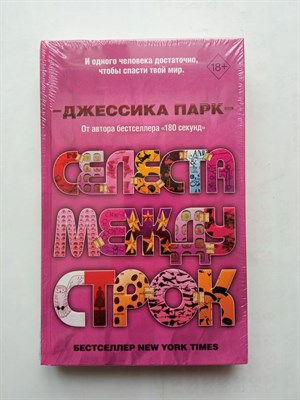 И одного человека достаточно,
чтобы спасти твой мир.
18+
ДЖЕССИКА ПАРК
От автора бестселлера «180 секунд»
СЕЛЕСТА
МЕЖДУ
СТРОК
БЕСТСЕЛЛЕР NEW YORK TIMES